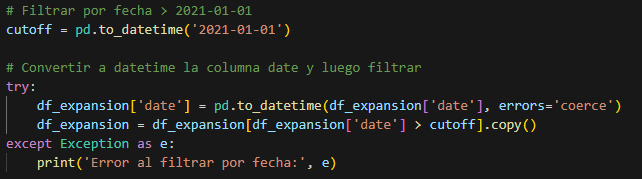 # Filtrar por fecha > 2021-01-01
cutoff = pd.to_datetime('2021-01-01')

# Convertir a datetime la columna date y luego filtrar
try:
    df_expansion['date'] = pd.to_datetime(df_expansion['date'], errors='coerce')
    df_expansion = df_expansion[df_expansion['date'] > cutoff].copy()
except Exception as e:
    print('Error al filtrar por fecha:', e)